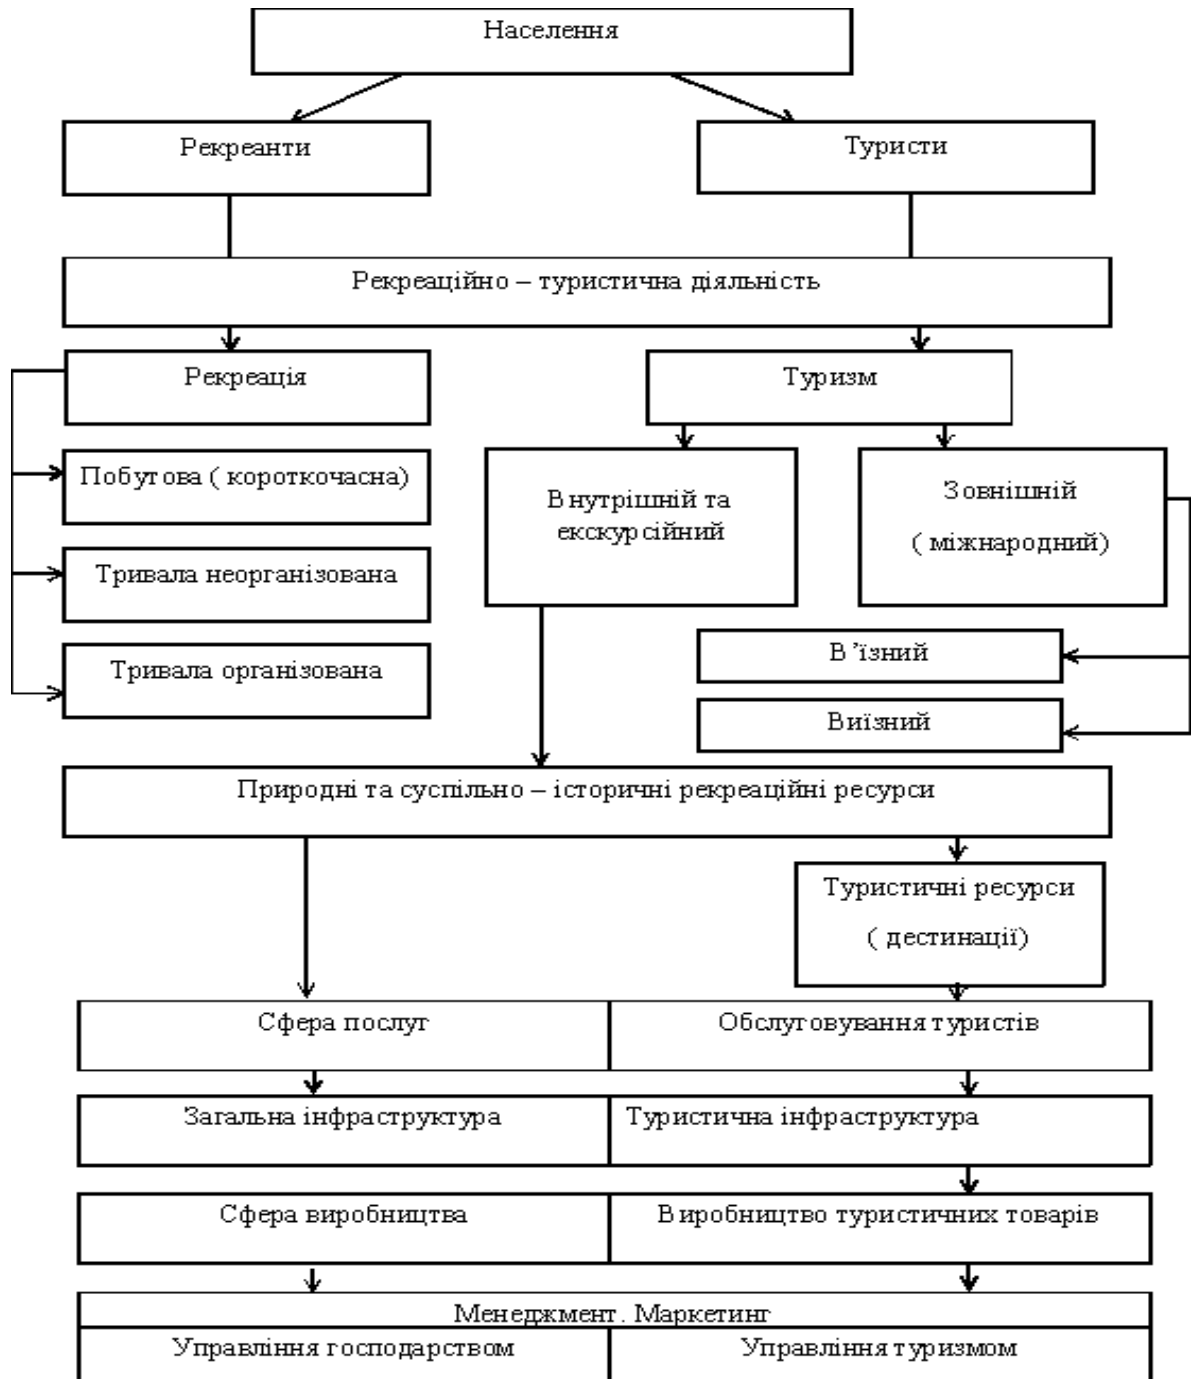 Населення
Рекреанти
Туристи
Рекреаційно – туристична діяльність
Рекреація
Туризм
Побутова ( короткочасна)
Тривала неорганізована
Тривала організована
Внутрішній та
екскурсійний
Зовнішній
( міжнародний)
В’їзний
Виїзний
Природні та суспільно – історичні рекреаційні ресурси
Туристичні ресурси
( дестинації)
Сфера послуг
Обслуговування туристів
Загальна інфраструктура
Туристична інфраструктура
Сфера виробництва
Виробництво туристичних товарів
Менеджмент. Маркетинг
Управління господарством
Управління туризмом